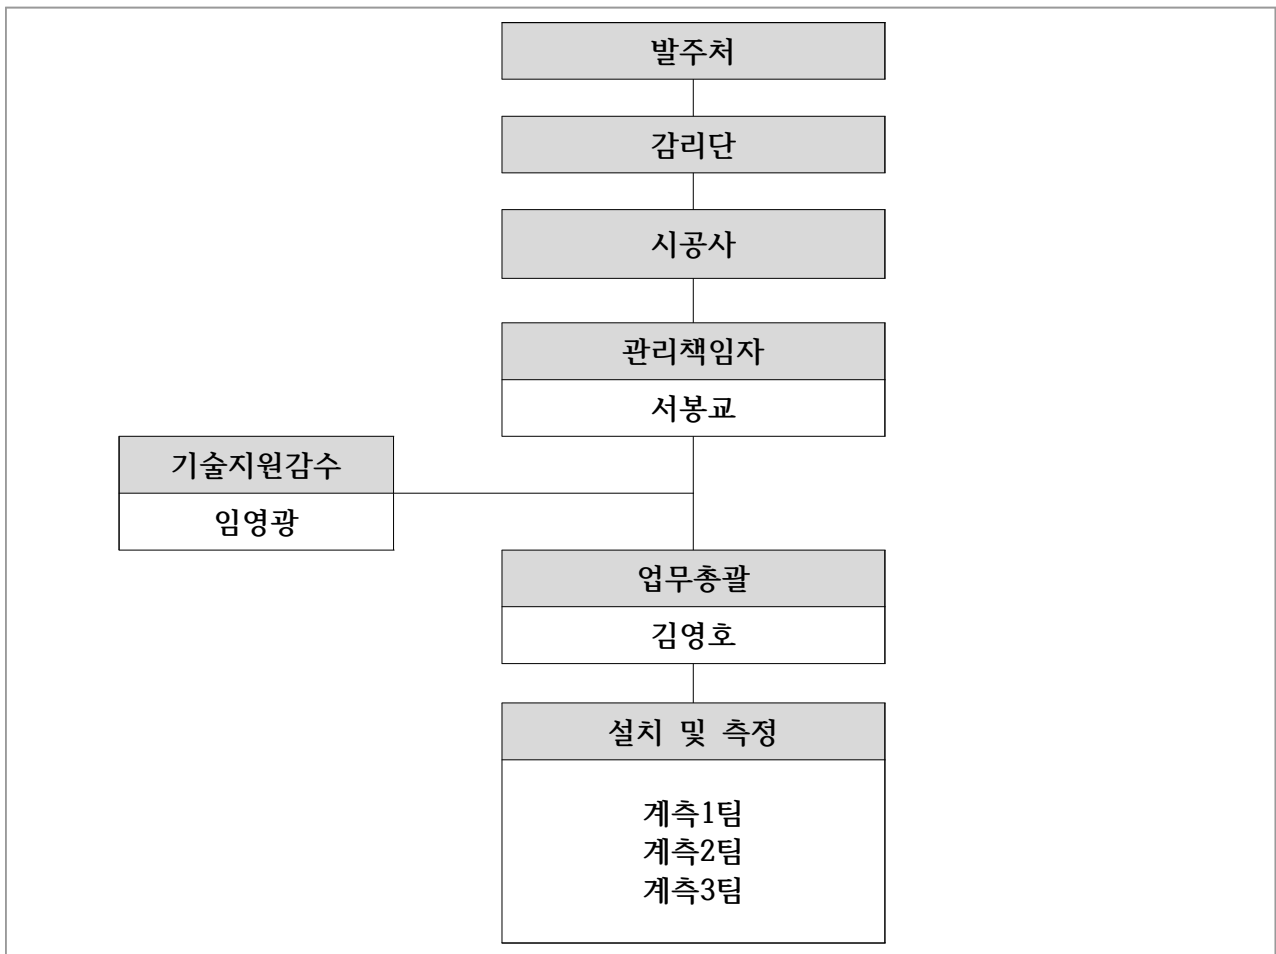 발주처
감리단
시공사
관리책임자
서봉교
기술지원감수
임영광
업무총괄
김영호
설치 및 측정
계측1팀
계측2팀
계측3팀